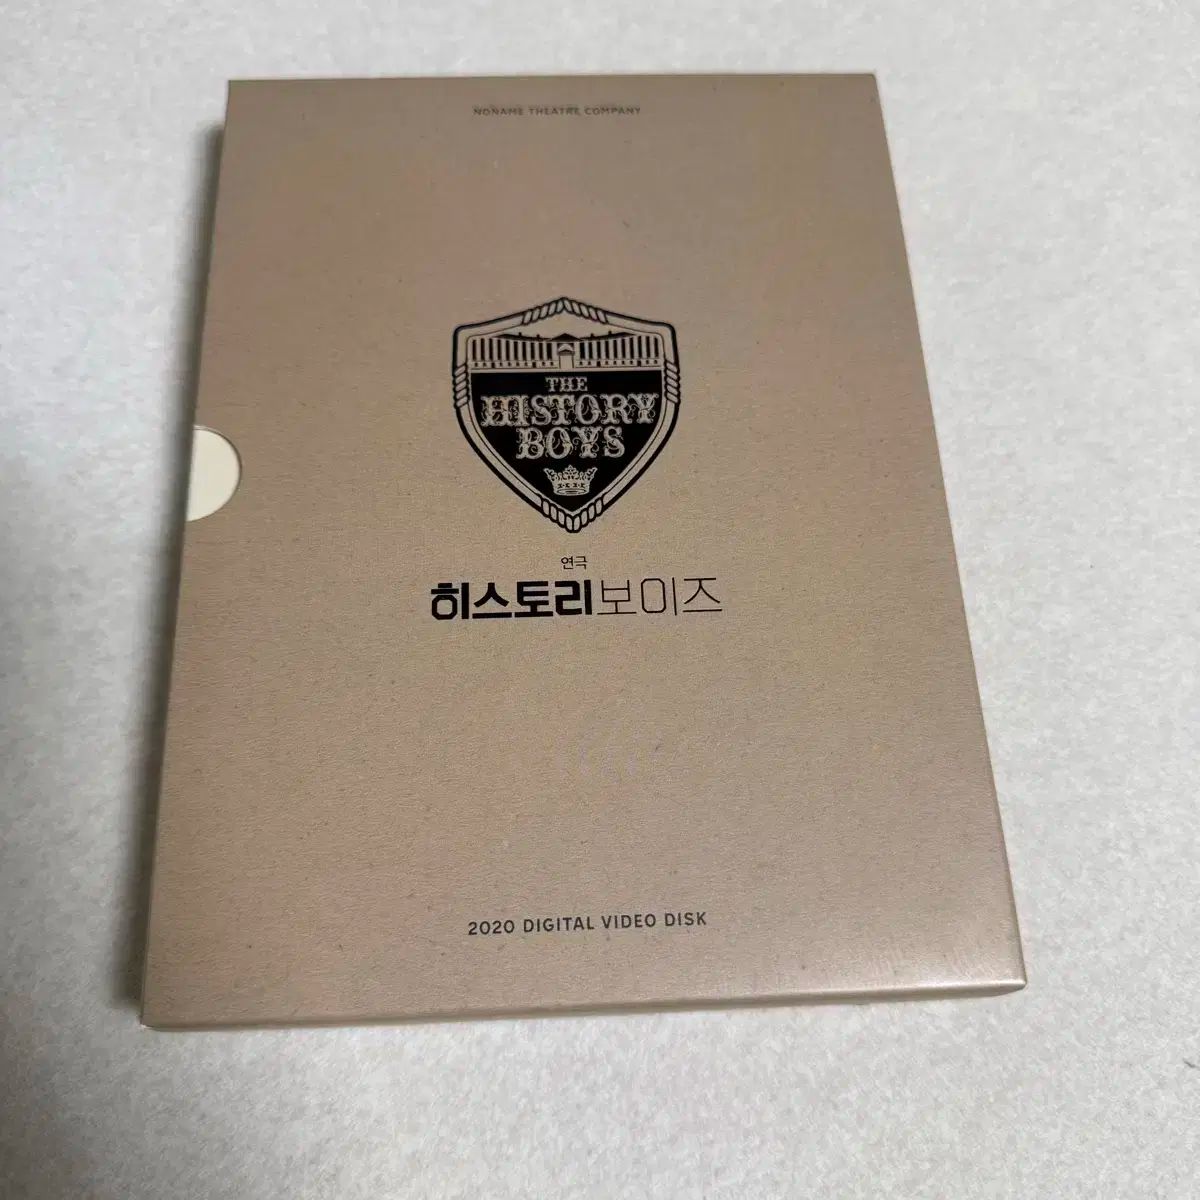 NONAME THEATRE COMPANY
THE
HISTORY
BOYS
연극
히스토리보이즈
2020 DIGITAL VIDEO DISK